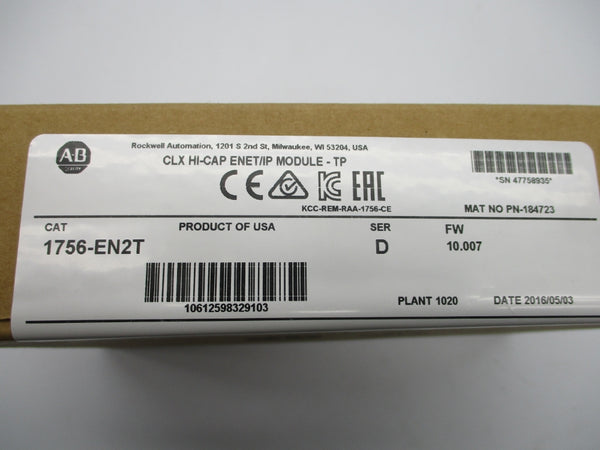 AB
Rockwell Automation, 1201 S 2nd St, Milwaukee, WI 53204, USA
CLX HI-CAP ENET/IP MODULE - TP
*SN 47758935*
CE KC EAC
KCC-REM-RAA-1756-CE
MAT NO PN-184723
CAT PRODUCT OF USA SER FW
1756-EN2T D 10.007
10612598329103
PLANT 1020 DATE 2016/05/03